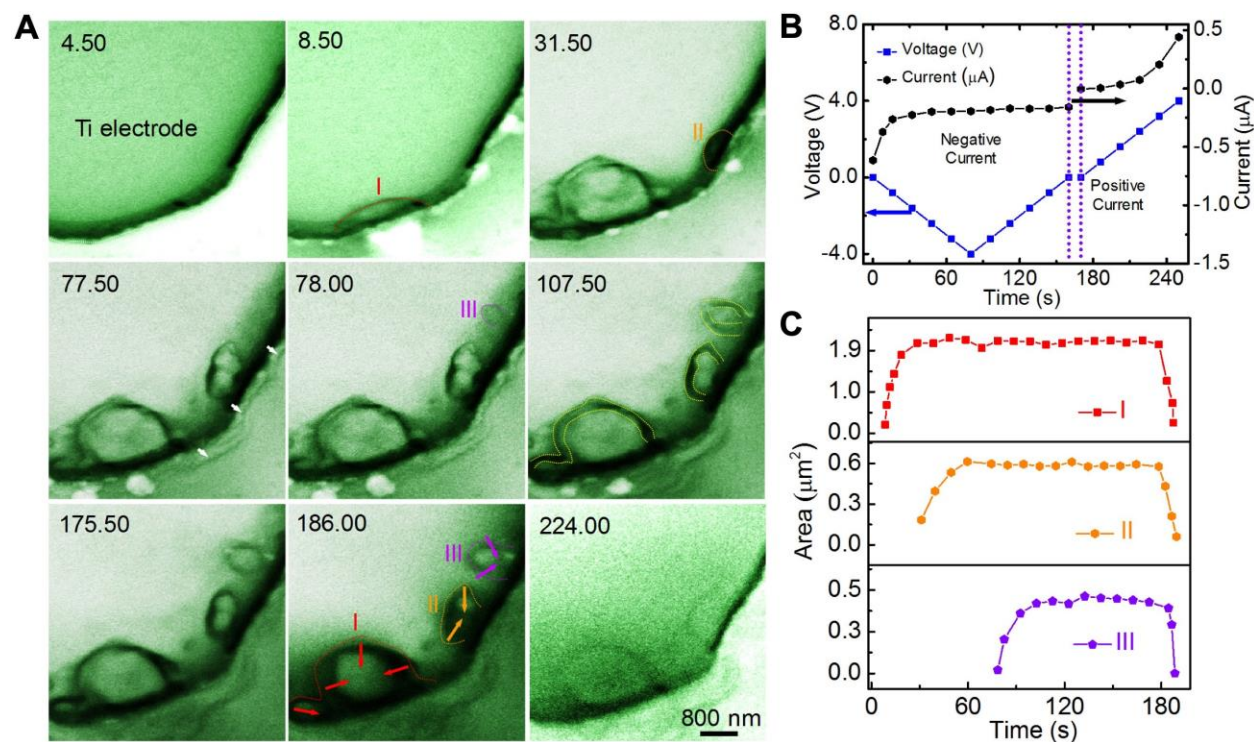 A
4.50
Ti electrode
8.50
I
31.50
II
77.50
78.00
III
107.50
175.50
186.00
III
II
I
224.00
800 nm
B
8.0
4.0
0.0
-4.0
Voltage (V)
Voltage (V)
Current (μA)
Negative
Current
Positive
Current
0.5
0.0
-0.5
-1.0
-1.5
Current (μA)
0
60
120
180
240
Time (s)
C
Area (μm²)
1.9
1.0
0.0
I
0.6
0.3
0.0
II
0.5
0.3
0.0
III
0
60
120
180
Time (s)